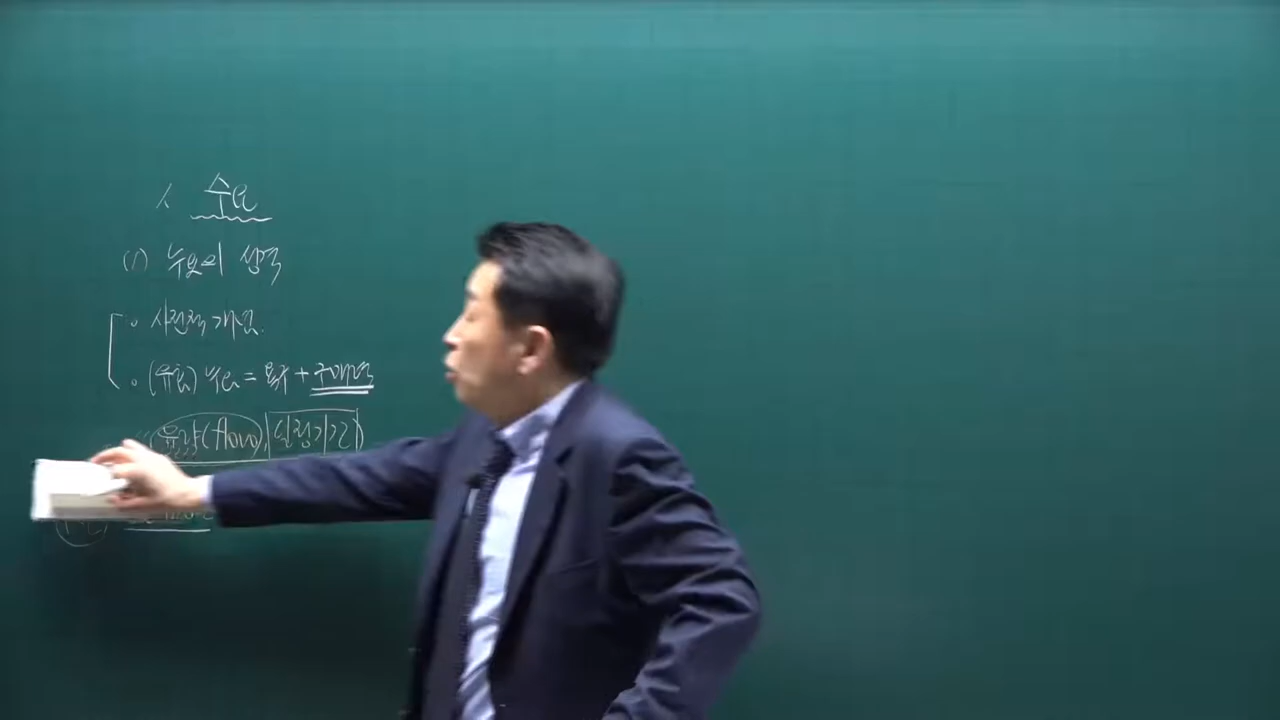 1. 수요
(1) 수요의 성격
• 사전적 개념.
• (유효) 수요 = 욕구 + 구매력
유량(flow), 일정기간